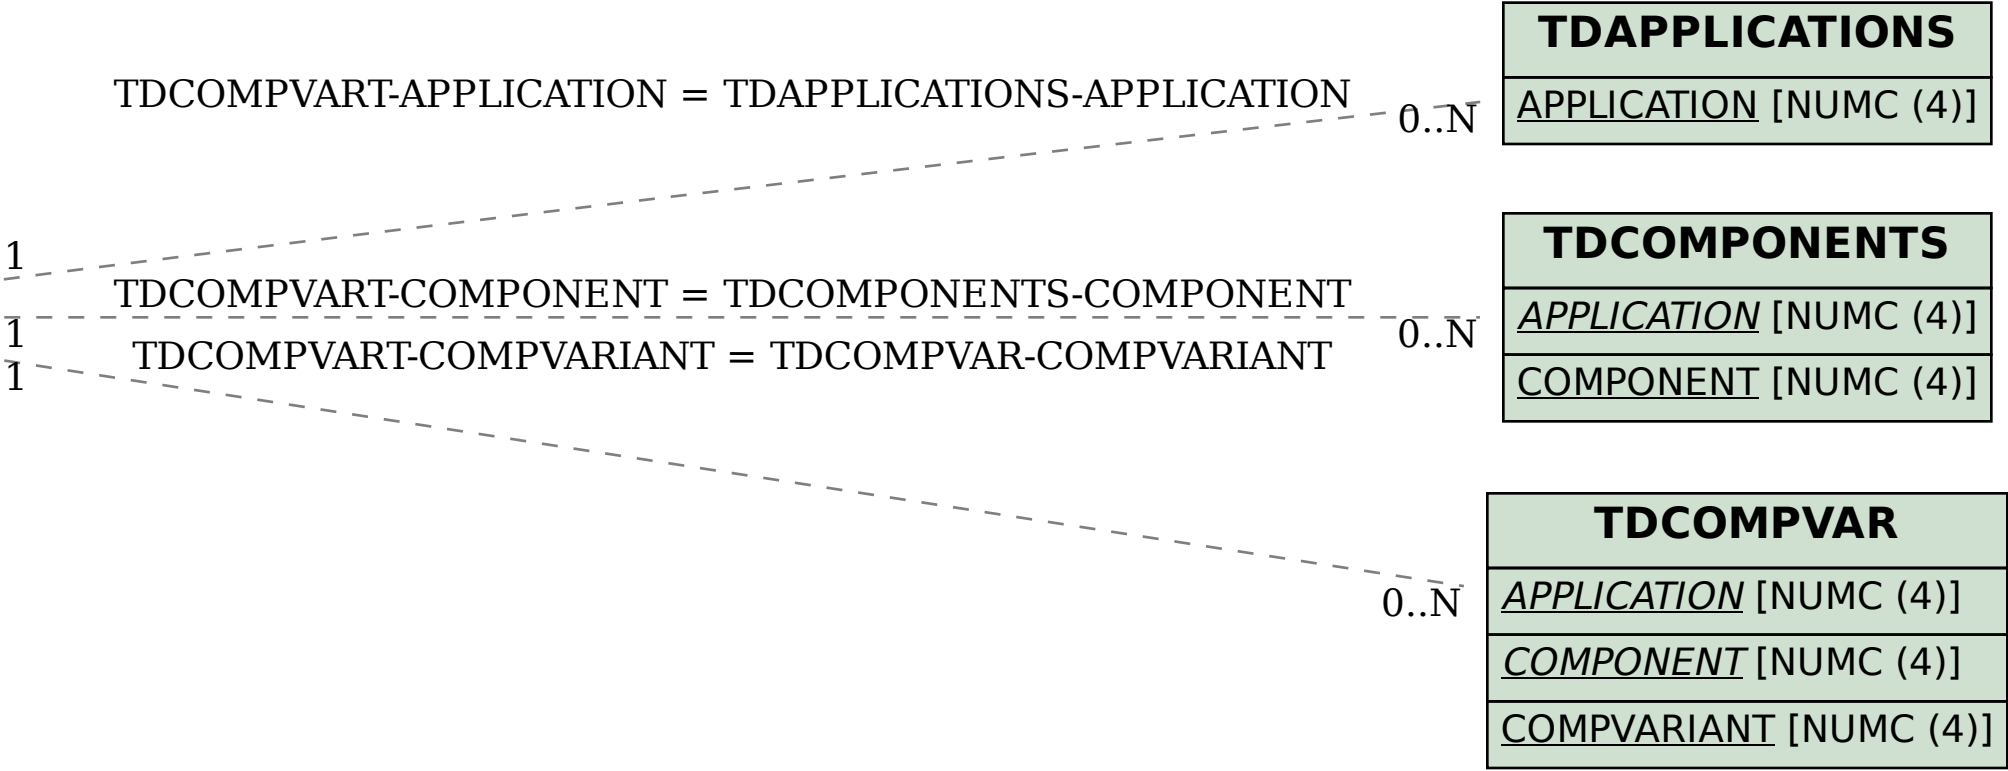 TDAPPLICATIONS
APPLICATION [NUMC (4)]
TDCOMPVART-APPLICATION = TDAPPLICATIONS-APPLICATION
0..N
1
TDCOMPONENTS
APPLICATION [NUMC (4)]
COMPONENT [NUMC (4)]
TDCOMPVART-COMPONENT = TDCOMPONENTS-COMPONENT
0..N
1
TDCOMPVART-COMPVARIANT = TDCOMPVAR-COMPVARIANT
1
0..N
TDCOMPVAR
APPLICATION [NUMC (4)]
COMPONENT [NUMC (4)]
COMPVARIANT [NUMC (4)]